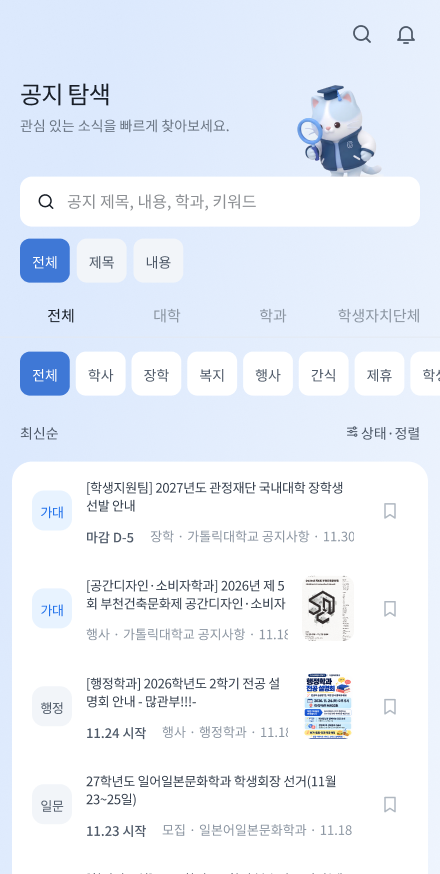 공지 탐색
관심 있는 소식을 빠르게 찾아보세요.
공지 제목, 내용, 학과, 키워드
전체 제목 내용
전체 대학 학과 학생자치단체
전체 학사 장학 복지 행사 간식 제휴
최신순 상태·정렬
가대
[학생지원팀] 2027년도 관정재단 국내대학 장학생
선발 안내
마감 D-5 장학 · 가톨릭대학교 공지사항 · 11.30
가대
[공간디자인·소비자학과] 2026년 제 5
회 부천건축문화제 공간디자인·소비자
행사 · 가톨릭대학교 공지사항 · 11.18
행정
[행정학과] 2026학년도 2학기 전공 설
명회 안내 - 많관부!!!-
11.24 시작 행사 · 행정학과 · 11.18
행정학과
전공 설명회
일문
27학년도 일어일본문화학과 학생회장 선거(11월
23~25일)
11.23 시작 모집 · 일본어일본문화학과 · 11.18